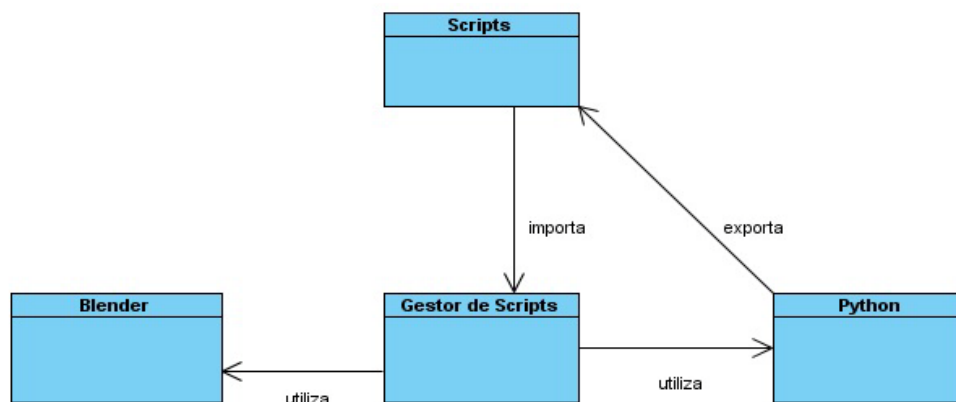 Scripts
importa
exporta
Blender
Gestor de Scripts
Python
utiliza
utiliza